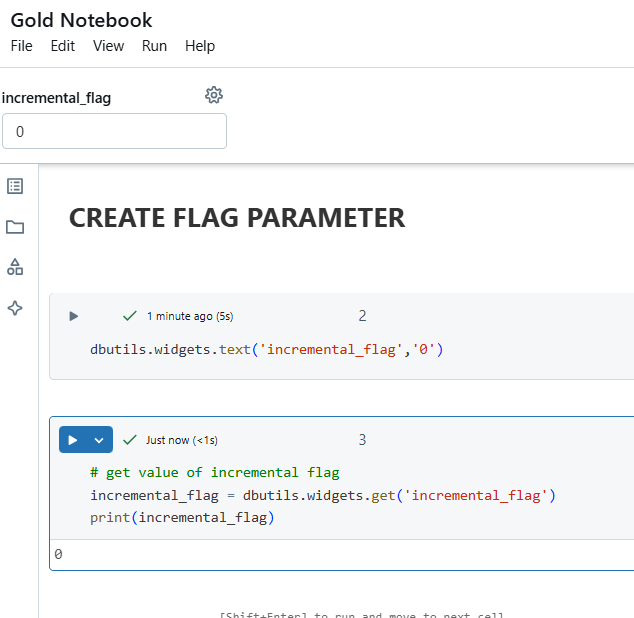 Gold Notebook
File Edit View Run Help
incremental_flag
0
CREATE FLAG PARAMETER
1 minute ago (5s) 2
dbutils.widgets.text('incremental_flag','0')
Just now (<1s) 3
# get value of incremental flag
incremental_flag = dbutils.widgets.get('incremental_flag')
print(incremental_flag)
0
[Shift+Enter] to run and move to next cell